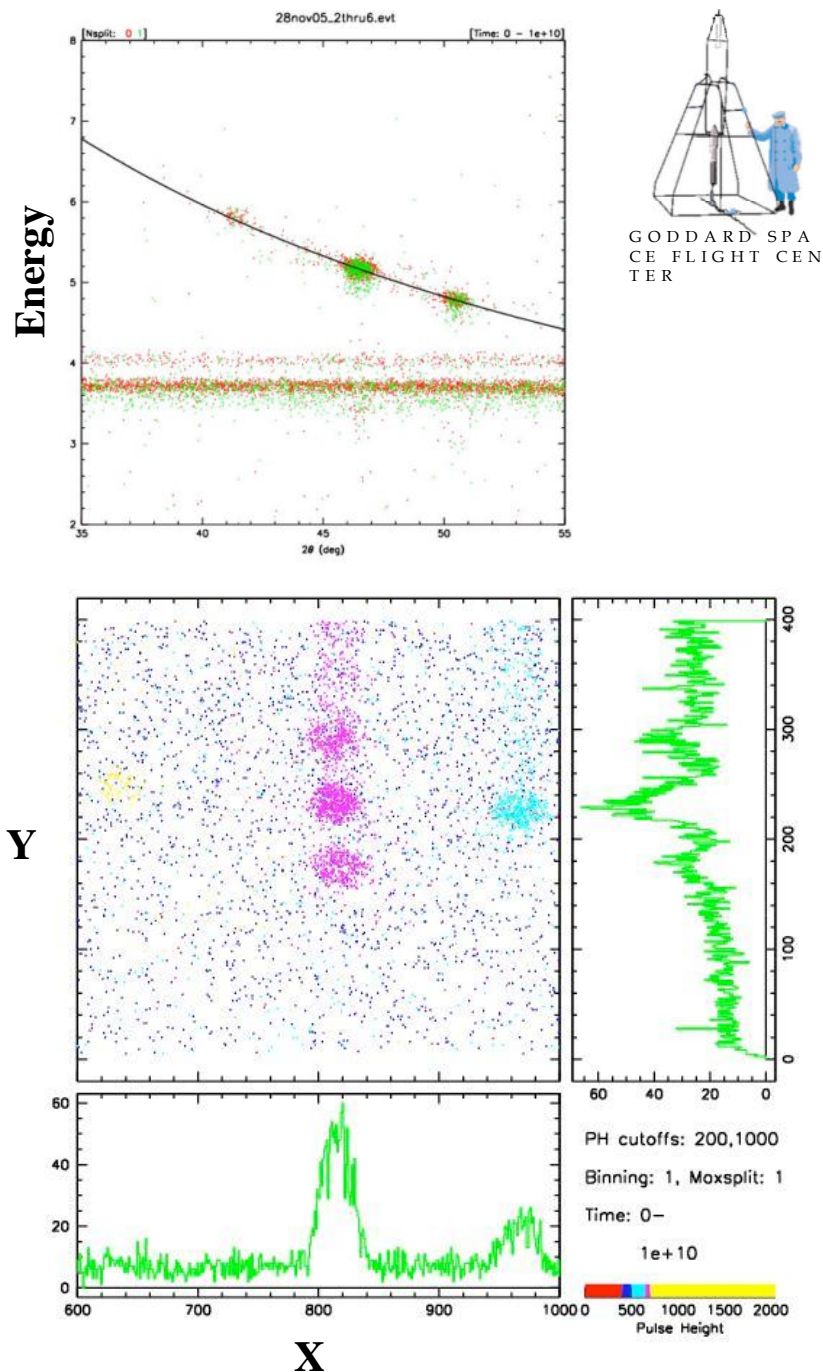 28nov05_2thru6.evt
[Nsplit: 0 1]
[Time: 0 - 1e+10]
8
7
6
5
4
3
2
Energy
35
40
45
50
55
2θ (deg)
GODDARD SPA
CE FLIGHT CEN
TER
Y
400
300
200
100
0
60
40
20
0
60
40
20
0
600
700
800
900
1000
X
PH cutoffs: 200,1000
Binning: 1, Maxsplit: 1
Time: 0-
1e+10
0
500
1000
1500
2000
Pulse Height